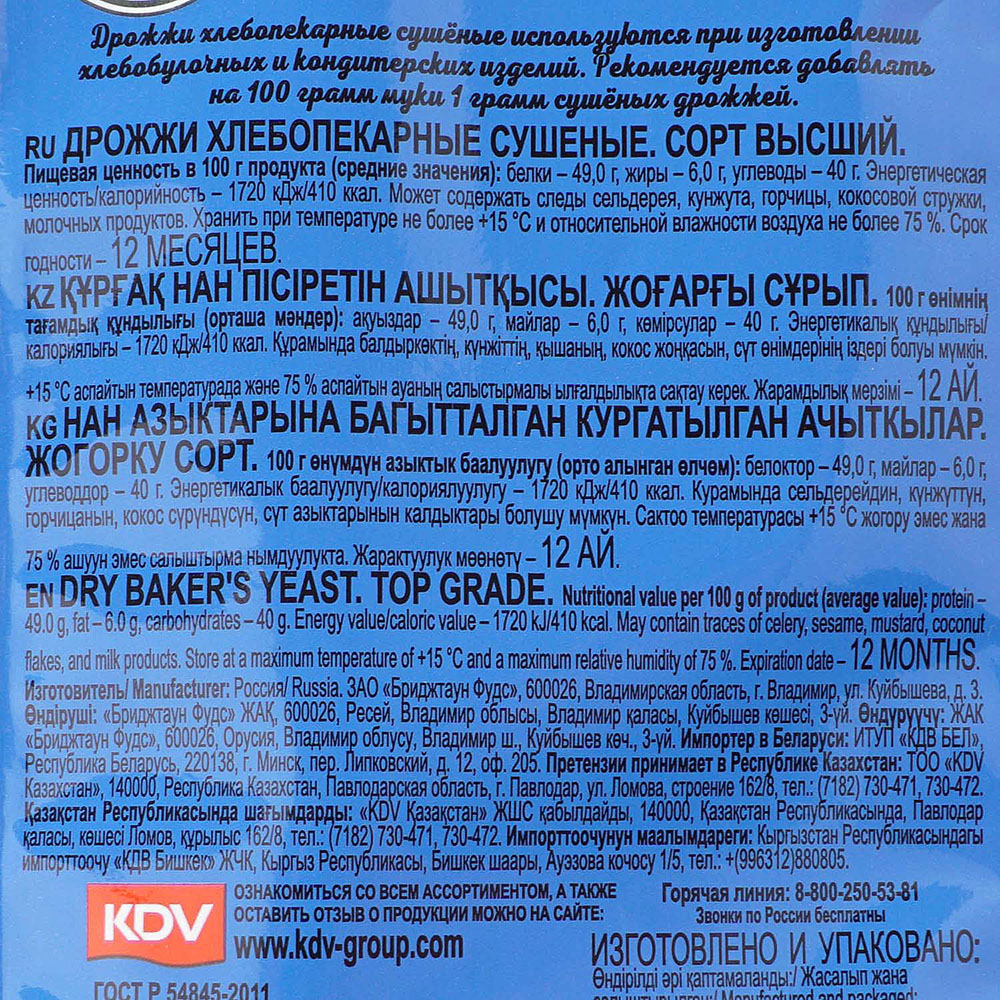 Дрожжи хлебопекарные сушёные используются при изготовлении
хлебобулочных и кондитерских изделий. Рекомендуется добавлять
на 100 грамм муки 1 грамм сушёных дрожжей.
RU ДРОЖЖИ ХЛЕБОПЕКАРНЫЕ СУШЕНЫЕ. СОРТ ВЫСШИЙ.
Пищевая ценность в 100 г продукта (средние значения): белки – 49,0 г, жиры – 6,0 г, углеводы – 40 г. Энергетическая
ценность/калорийность – 1720 кДж/410 ккал. Может содержать следы сельдерея, кунжута, горчицы, кокосовой стружки,
молочных продуктов. Хранить при температуре не более +15 °С и относительной влажности воздуха не более 75 %. Срок
годности – 12 МЕСЯЦЕВ.
KZ ҚҰРҒАҚ НАН ПІСІРЕТІН АШЫТҚЫСЫ. ЖОҒАРҒЫ СҰРЫП. 100 г өнімнің
тағамдық құндылығы (орташа мәндер): ақуыздар – 49,0 г, майлар – 6,0 г, көмірсулар – 40 г. Энергетикалық құндылығы/
калориялығы – 1720 кДж/410 ккал. Құрамында балдыркөктің, күнжіттің, қышаның, кокос жоңқасын, сүт өнімдерінің іздері болуы мүмкін.
+15 °С аспайтын температурада және 75 % аспайтын ауаның салыстырмалы ылғалдылықта сақтау керек. Жарамдылық мерзімі – 12 АЙ.
KG НАН АЗЫКТАРЫНА БАГЫТТАЛГАН КУРГАТЫЛГАН АЧЫТКЫЛАР.
ЖОГОРКУ СОРТ. 100 г өнүмдүн азыктык баалуулугу (орто алынган өлчөм): белоктор – 49,0 г, майлар – 6,0 г,
углеводдор – 40 г. Энергетикалык баалуулугу/калориялуулугу – 1720 кДж/410 ккал. Курамында сельдерейдин, күнжүттүн,
горчицанын, кокос сүрүндүсүн, сүт азыктарынын калдыктары болушу мүмкүн. Сактоо температурасы +15 °С жогору эмес жана
75 % ашуун эмес салыштырма нымдуулукта. Жарактуулук мөөнөтү – 12 АЙ.
EN DRY BAKER'S YEAST. TOP GRADE. Nutritional value per 100 g of product (average value): protein –
49.0 g, fat – 6.0 g, carbohydrates – 40 g. Energy value/caloric value – 1720 kJ/410 kcal. May contain traces of celery, sesame, mustard, coconut
flakes, and milk products. Store at a maximum temperature of +15 °C and a maximum relative humidity of 75 %. Expiration date – 12 MONTHS.
Изготовитель/ Manufacturer: Россия/ Russia. ЗАО «Бриджтаун Фудс», 600026, Владимирская область, г. Владимир, ул. Куйбышева, д. 3.
Өндіруші: «Бриджтаун Фудс» ЖАҚ, 600026, Ресей, Владимир облысы, Владимир қаласы, Куйбышев көшесі, 3-үй. Өндүрүүчү: ЖАК
«Бриджтаун Фудс», 600026, Орусия, Владимир облусу, Владимир ш., Куйбышев көч., 3-үй. Импортер в Беларуси: ИТУП «КДВ БЕЛ»,
Республика Беларусь, 220138, г. Минск, пер. Липковский, д. 12, оф. 205. Претензии принимает в Республике Казахстан: ТОО «KDV
Казахстан», 140000, Республика Казахстан, Павлодарская область, г. Павлодар, ул. Ломова, строение 162/8, тел.: (7182) 730-471, 730-472.
Қазақстан Республикасында шағымдарды: «KDV Қазақстан» ЖШС қабылдайды, 140000, Қазақстан Республикасы, Павлодар
қаласы, көшесі Ломов, құрылыс 162/8, тел.: (7182) 730-471, 730-472. Импорттоочунун маалымдареги: Кыргызстан Республикасындагы
импорттоочу «КДВ Бишкек» ЖЧК, Кыргыз Республикасы, Бишкек шаары, Ауэзова кочосу 1/5, тел.: +(996312)880805.
KDV
ОЗНАКОМИТЬСЯ СО ВСЕМ АССОРТИМЕНТОМ, А ТАКЖЕ
ОСТАВИТЬ ОТЗЫВ О ПРОДУКЦИИ МОЖНО НА САЙТЕ:
www.kdv-group.com
Горячая линия: 8-800-250-53-81
Звонки по России бесплатны
ИЗГОТОВЛЕНО И УПАКОВАНО:
Өндірілді әрі қаптамаланды:/ Жасалып жана
салыштырылган:/ Manufactured and packaged:
ГОСТ Р 54845-2011